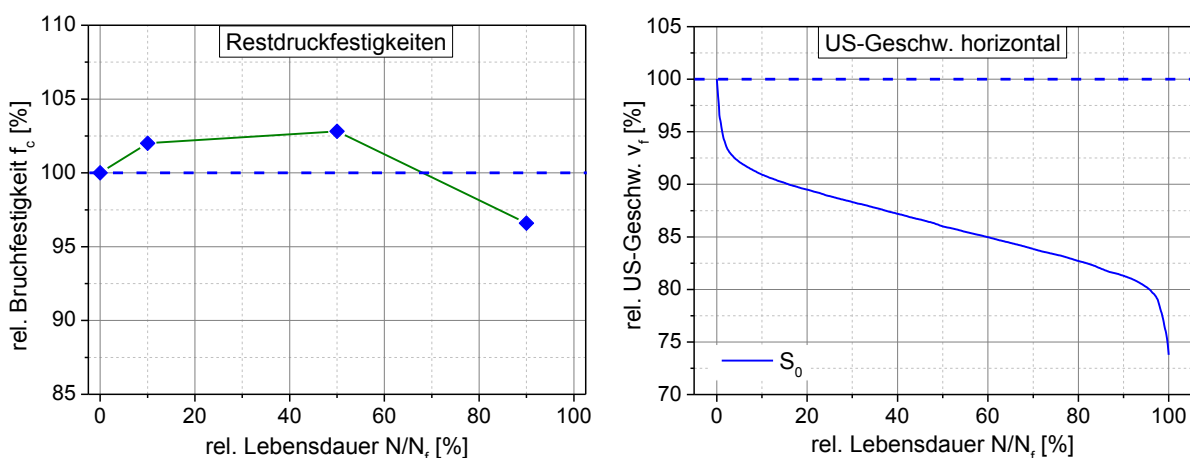 Restdruckfestigkeiten
rel. Bruchfestigkeit f_c [%]
110
105
100
95
90
85
0 20 40 60 80 100
rel. Lebensdauer N/N_f [%]
US-Geschw. horizontal
rel. US-Geschw. v_f [%]
105
100
95
90
85
80
75
70
S_0
0 20 40 60 80 100
rel. Lebensdauer N/N_f [%]